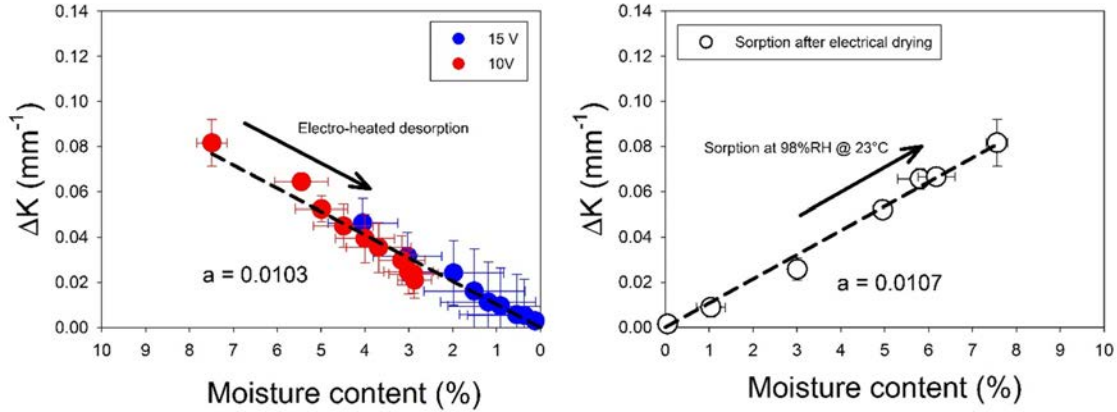 0.14
0.12
0.10
0.08
0.06
0.04
0.02
0.00
ΔK (mm⁻¹)
15 V
10V
Electro-heated desorption
a = 0.0103
10 9 8 7 6 5 4 3 2 1 0
Moisture content (%)
0.14
0.12
0.10
0.08
0.06
0.04
0.02
0.00
ΔK (mm⁻¹)
Sorption after electrical drying
Sorption at 98%RH @ 23°C
a = 0.0107
0 1 2 3 4 5 6 7 8 9 10
Moisture content (%)